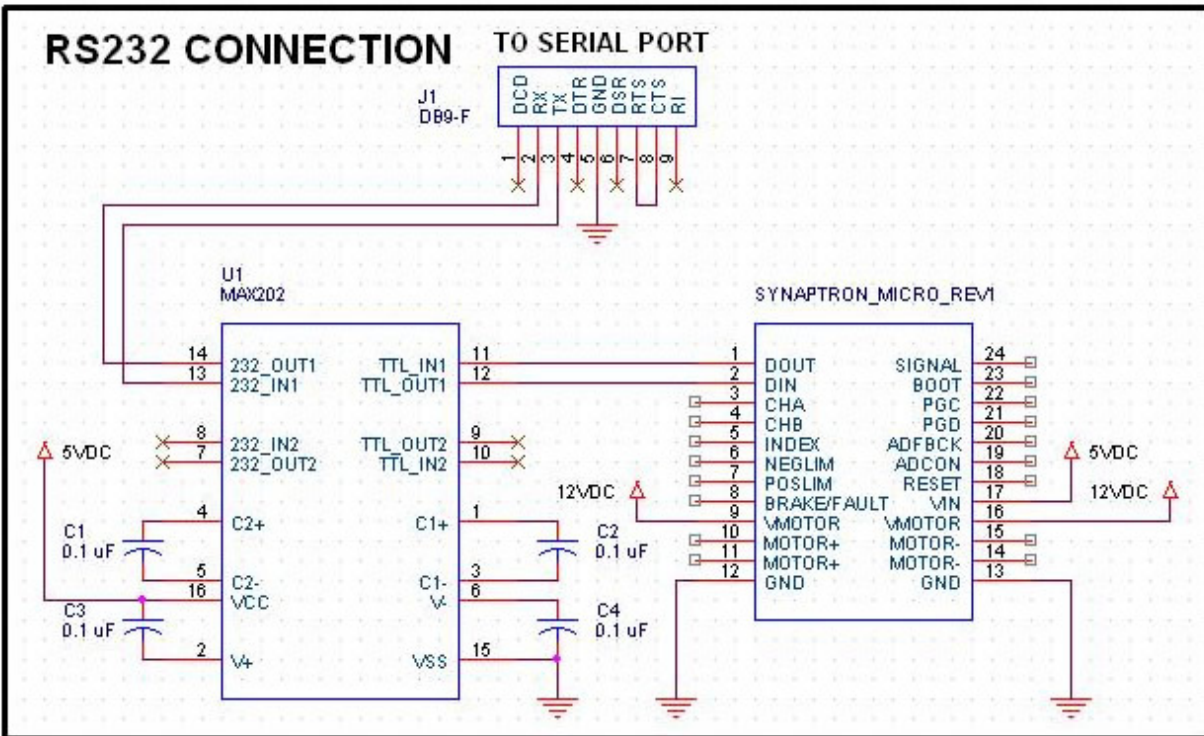 RS232 CONNECTION
TO SERIAL PORT
J1
DB9-F
DCD RX TX DTR GND DSR RTS CTS RI
1 2 3 4 5 6 7 8 9
U1
MAX202
14 232_OUT1 TTL_IN1 11
13 232_IN1 TTL_OUT1 12
8 232_IN2 TTL_OUT2 9
7 232_OUT2 TTL_IN2 10
5VDC
4 C2+ C1+ 1
C1
0.1 uF
C2
0.1 uF
5 C2- C1- 3
16 VCC V- 6
C3
0.1 uF
C4
0.1 uF
2 V+ VSS 15
SYNAPTRON_MICRO_REV1
1 DOUT SIGNAL 24
2 DIN BOOT 23
3 CHA PGC 22
4 CHB PGD 21
5 INDEX ADFBCK 20
6 NEGLIM ADCON 19
7 POSLIM RESET 18
8 BRAKE/FAULT VIN 17
9 VMOTOR VMOTOR 16
10 MOTOR+ MOTOR- 15
11 MOTOR+ MOTOR- 14
12 GND GND 13
12VDC
5VDC
12VDC